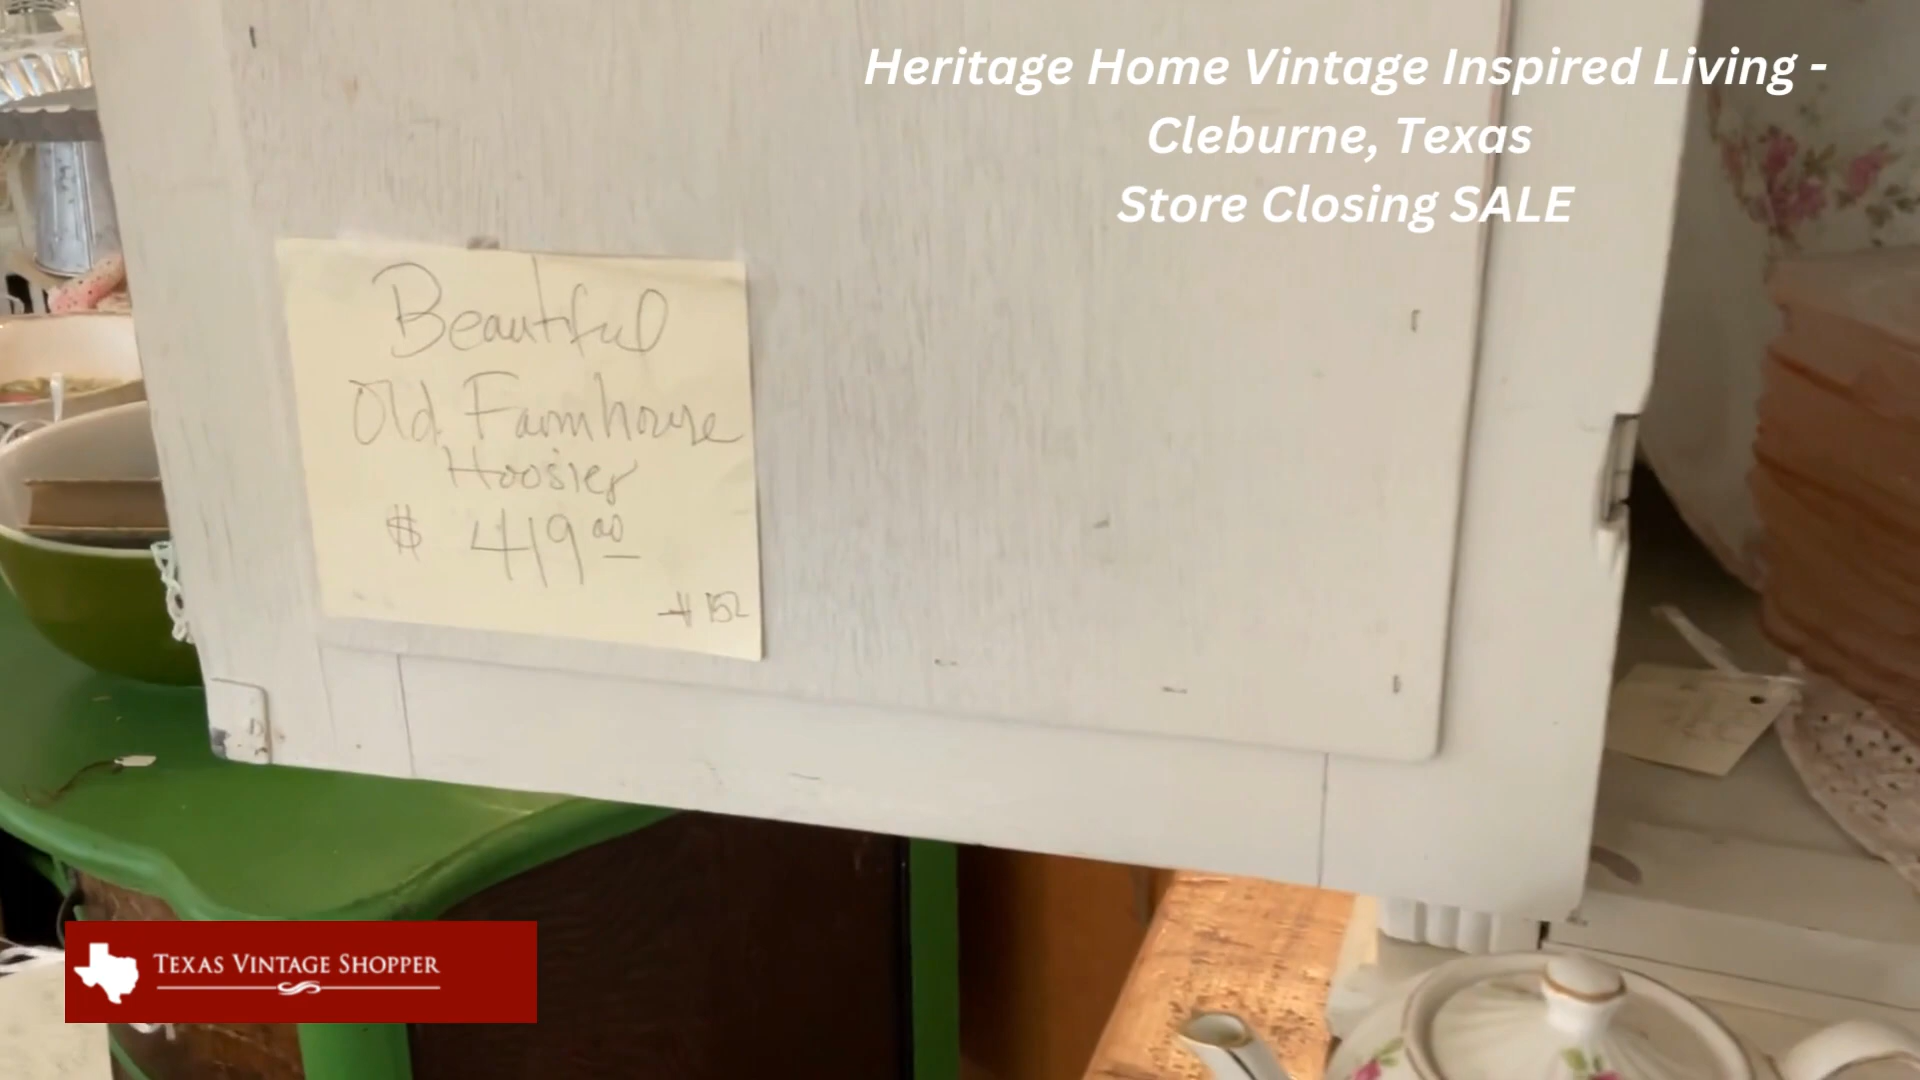 Heritage Home Vintage Inspired Living -
Cleburne, Texas
Store Closing SALE
Beautiful
Old Farmhouse
Hoosier
$ 419.00
# 152
TEXAS VINTAGE SHOPPER